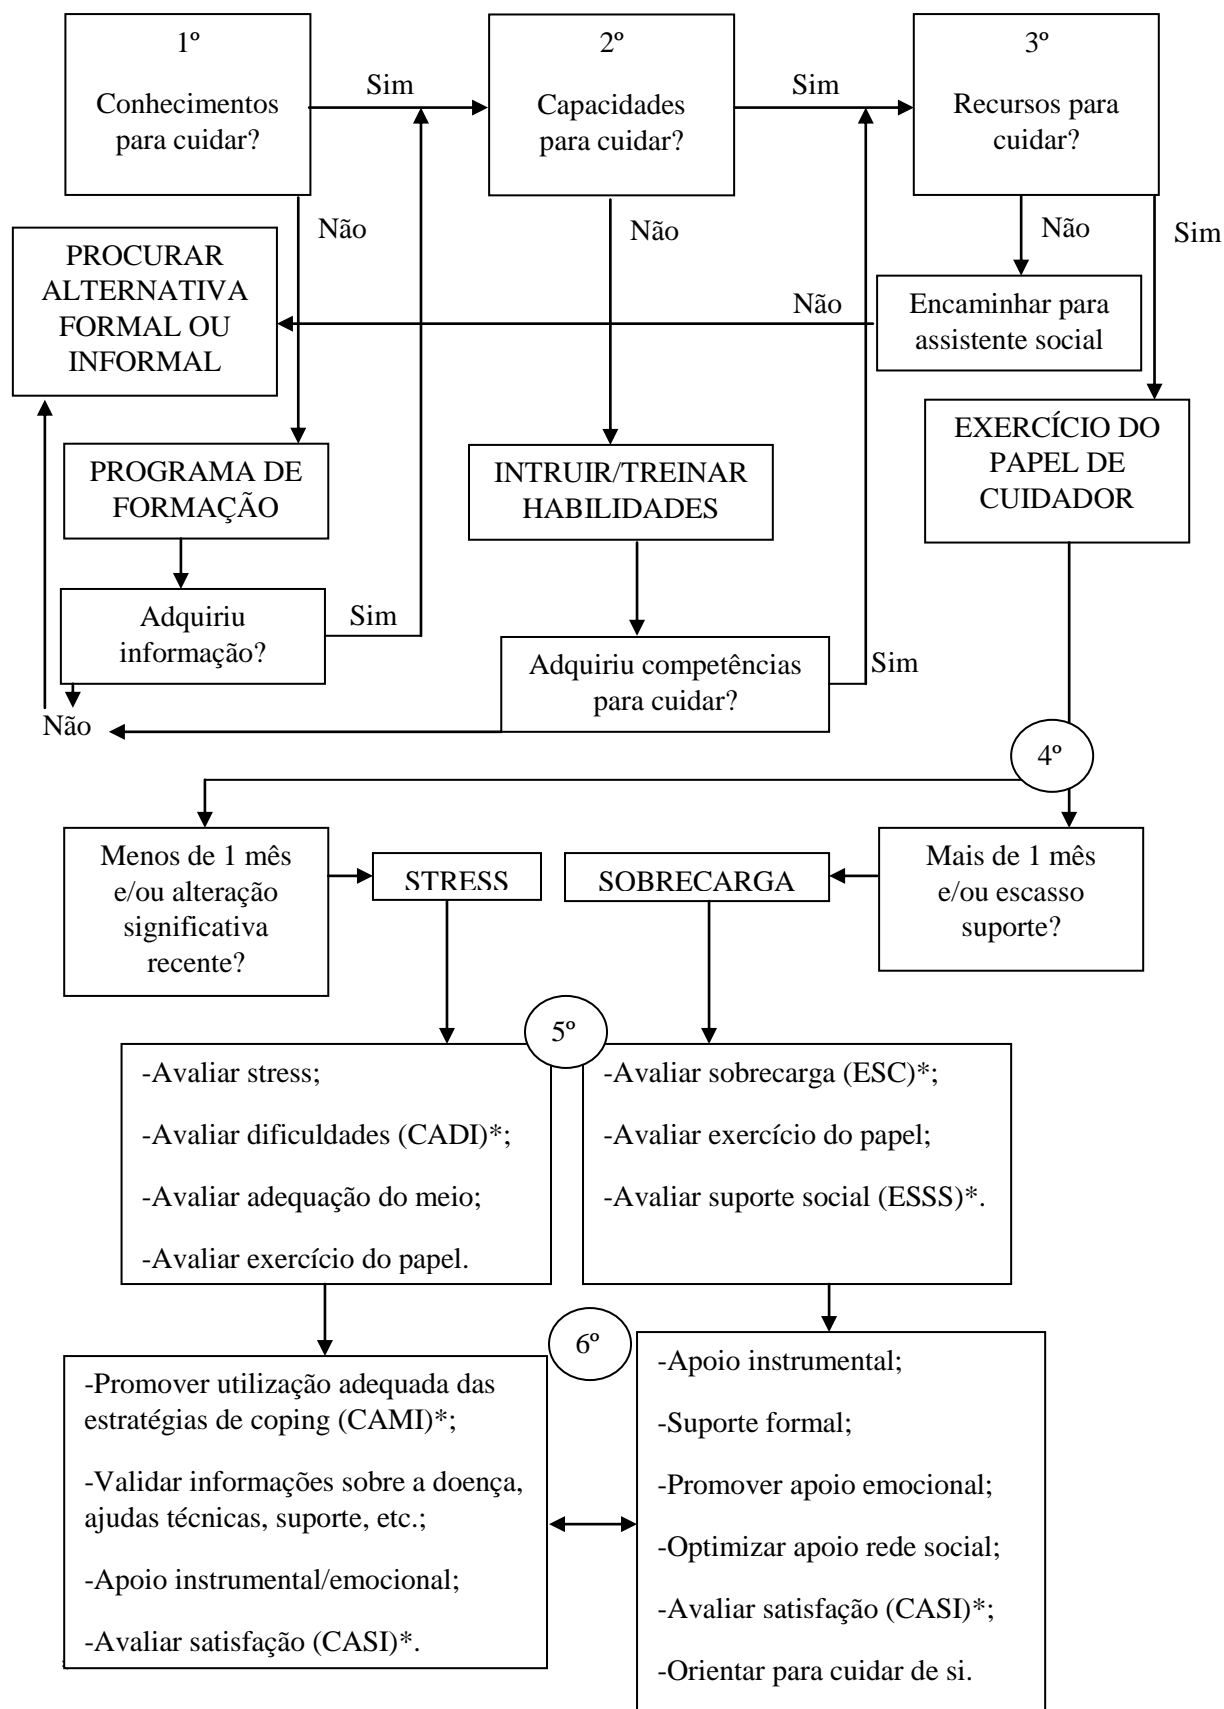 1º
Conhecimentos
para cuidar?
Sim
2º
Capacidades
para cuidar?
Sim
3º
Recursos para
cuidar?
Não
Não
Não
Sim
PROCURAR
ALTERNATIVA
FORMAL OU
INFORMAL
Não
Encaminhar para
assistente social
PROGRAMA DE
FORMAÇÃO
INTRUIR/TREINAR
HABILIDADES
EXERCÍCIO DO
PAPEL DE
CUIDADOR
Adquiriu
informação?
Sim
Adquiriu competências
para cuidar?
Sim
Não
4º
Menos de 1 mês
e/ou alteração
significativa
recente?
STRESS
SOBRECARGA
Mais de 1 mês
e/ou escasso
suporte?
5º
-Avaliar stress;
-Avaliar dificuldades (CADI)*;
-Avaliar adequação do meio;
-Avaliar exercício do papel.
-Avaliar sobrecarga (ESC)*;
-Avaliar exercício do papel;
-Avaliar suporte social (ESSS)*.
6º
-Promover utilização adequada das
estratégias de coping (CAMI)*;
-Validar informações sobre a doença,
ajudas técnicas, suporte, etc.;
-Apoio instrumental/emocional;
-Avaliar satisfação (CASI)*.
-Apoio instrumental;
-Suporte formal;
-Promover apoio emocional;
-Optimizar apoio rede social;
-Avaliar satisfação (CASI)*;
-Orientar para cuidar de si.